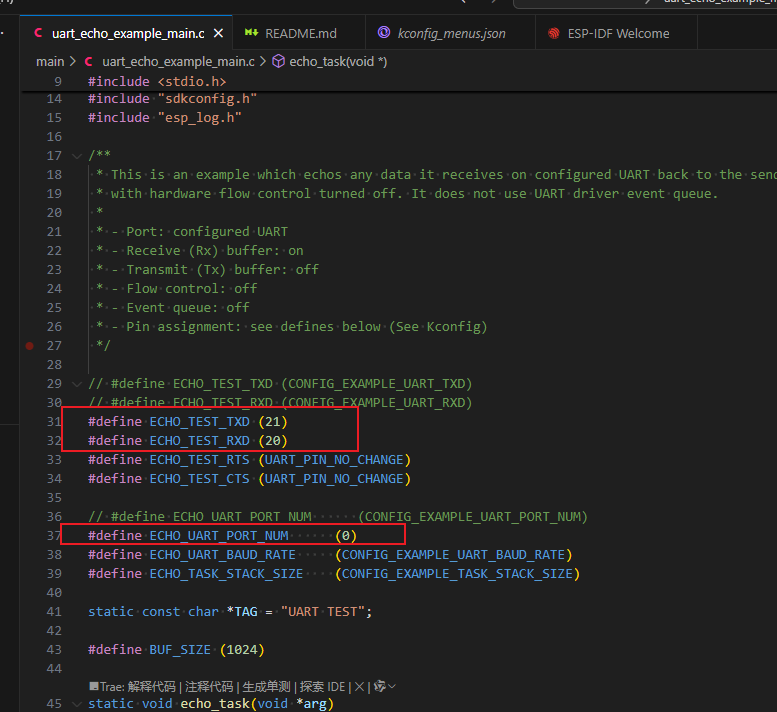 uart_echo_example_main.c
README.md
kconfig_menus.json
ESP-IDF Welcome
main > C uart_echo_example_main.c > echo_task(void *)
9 #include <stdio.h>
14 #include "sdkconfig.h"
15 #include "esp_log.h"
16
17 /**
18 * This is an example which echos any data it receives on configured UART back to the send
19 * with hardware flow control turned off. It does not use UART driver event queue.
20 *
21 * - Port: configured UART
22 * - Receive (Rx) buffer: on
23 * - Transmit (Tx) buffer: off
24 * - Flow control: off
25 * - Event queue: off
26 * - Pin assignment: see defines below (See Kconfig)
27 */
28
29 // #define ECHO_TEST_TXD (CONFIG_EXAMPLE_UART_TXD)
30 // #define ECHO_TEST_RXD (CONFIG_EXAMPLE_UART_RXD)
31 #define ECHO_TEST_TXD (21)
32 #define ECHO_TEST_RXD (20)
33 #define ECHO_TEST_RTS (UART_PIN_NO_CHANGE)
34 #define ECHO_TEST_CTS (UART_PIN_NO_CHANGE)
35
36 // #define ECHO_UART_PORT_NUM      (CONFIG_EXAMPLE_UART_PORT_NUM)
37 #define ECHO_UART_PORT_NUM      (0)
38 #define ECHO_UART_BAUD_RATE     (CONFIG_EXAMPLE_UART_BAUD_RATE)
39 #define ECHO_TASK_STACK_SIZE    (CONFIG_EXAMPLE_TASK_STACK_SIZE)
40
41 static const char *TAG = "UART TEST";
42
43 #define BUF_SIZE (1024)
44
Trae: 解释代码 | 注释代码 | 生成单测 | 探索 IDE | X |
45 static void echo_task(void *arg)